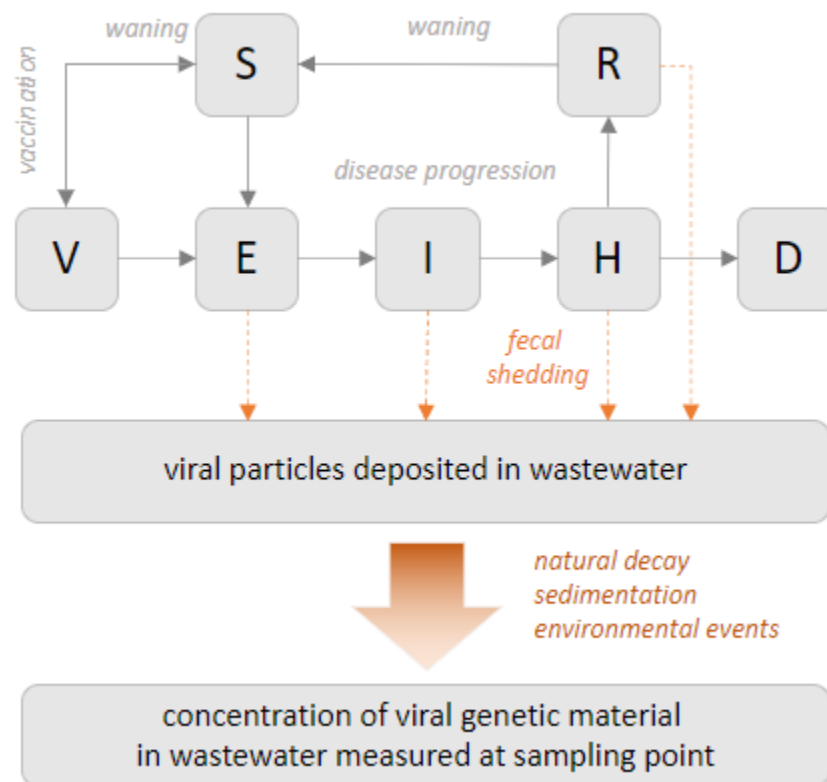 waning
waning
S
R
vaccination
disease progression
V
E
I
H
D
fecal
shedding
viral particles deposited in wastewater
natural decay
sedimentation
environmental events
concentration of viral genetic material
in wastewater measured at sampling point